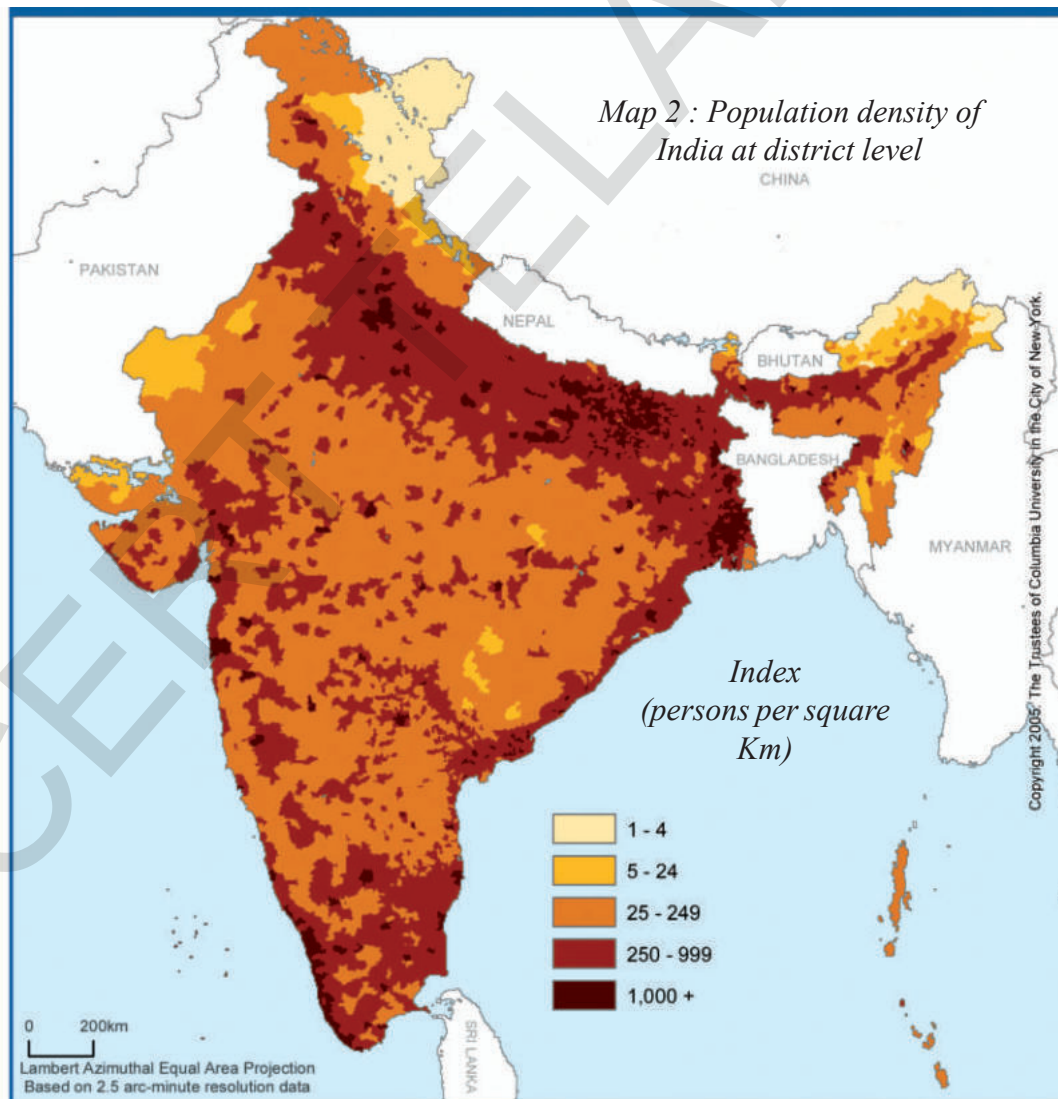 CERT TELA
Map 2 : Population density of
India at district level
CHINA
PAKISTAN
NEPAL
BHUTAN
BANGLADESH
MYANMAR
Index
(persons per square
Km)
1 - 4
5 - 24
25 - 249
250 - 999
1,000 +
0 200km
SRI LANKA
Lambert Azimuthal Equal Area Projection
Based on 2.5 arc-minute resolution data
Copyright 2005. The Trustees of Columbia University in the City of New York.